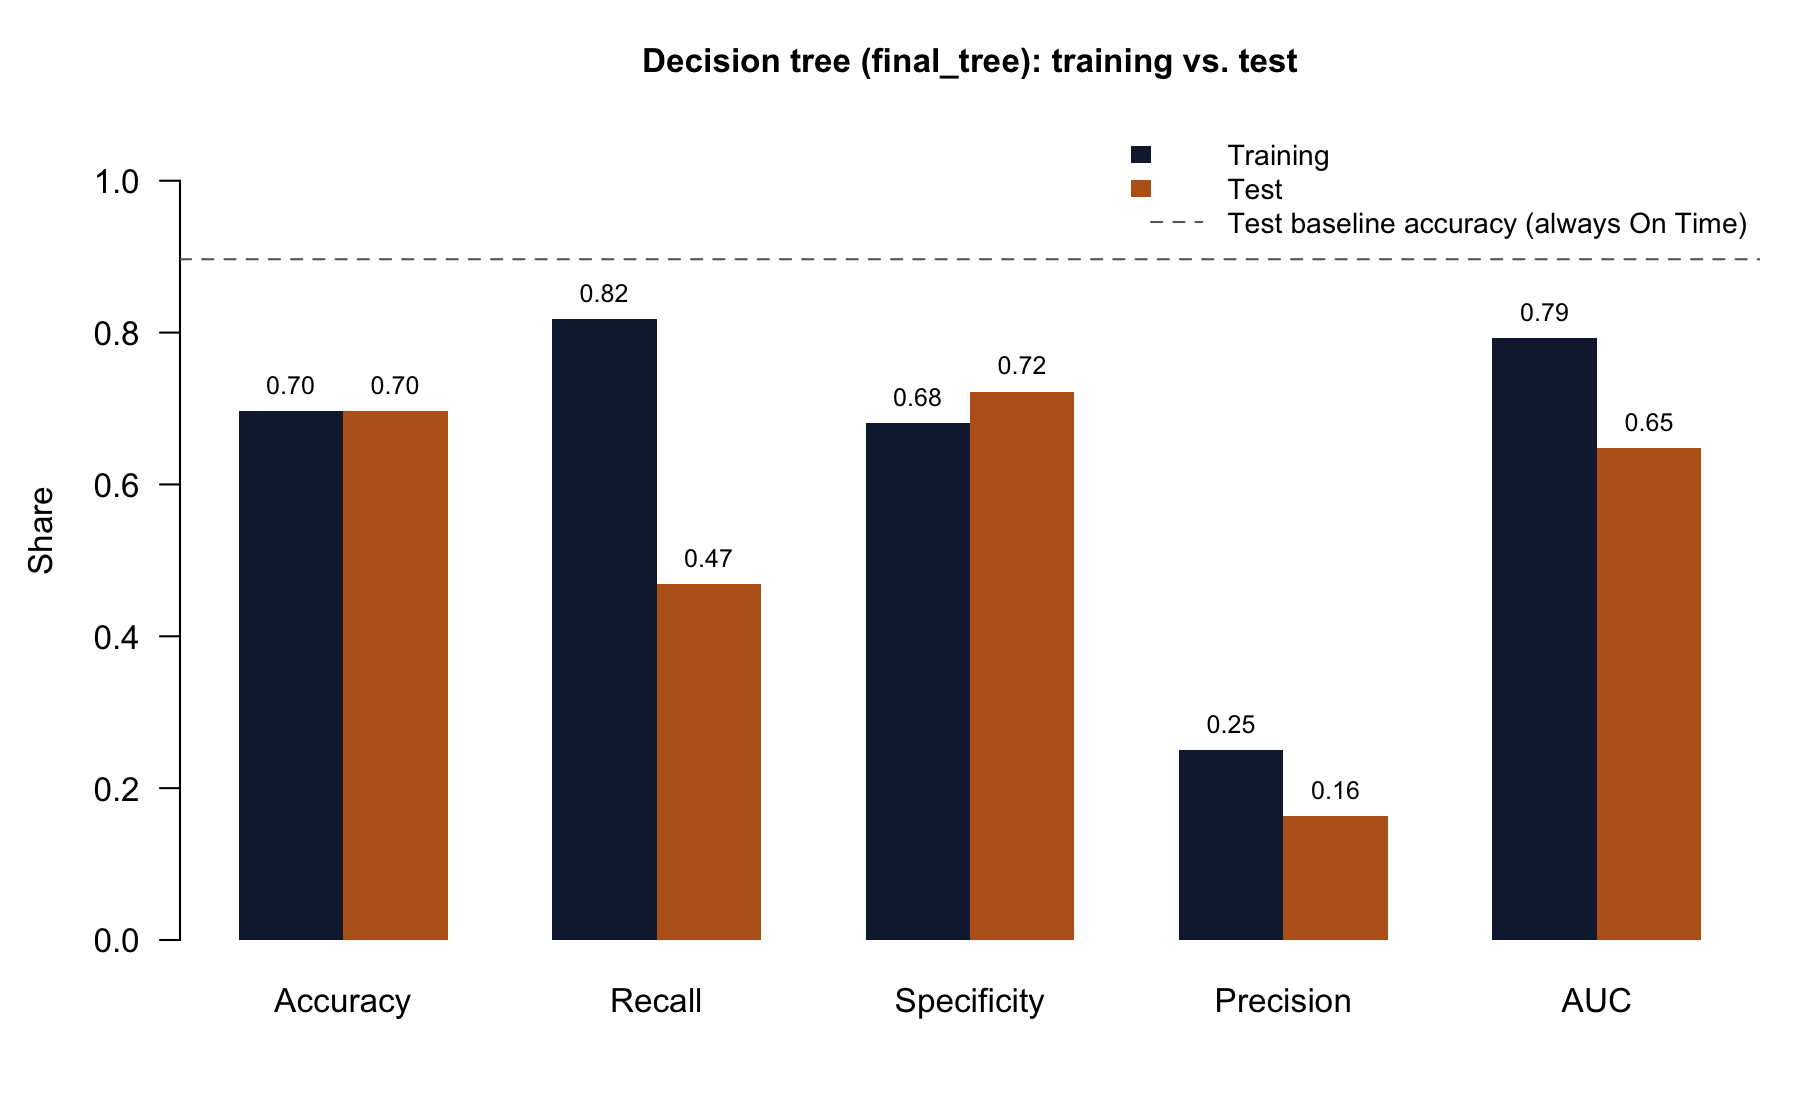 Decision tree (final_tree): training vs. test
Training
Test
Test baseline accuracy (always On Time)
Share
1.0
0.8
0.6
0.4
0.2
0.0
0.70
0.70
0.82
0.47
0.68
0.72
0.25
0.16
0.79
0.65
Accuracy
Recall
Specificity
Precision
AUC